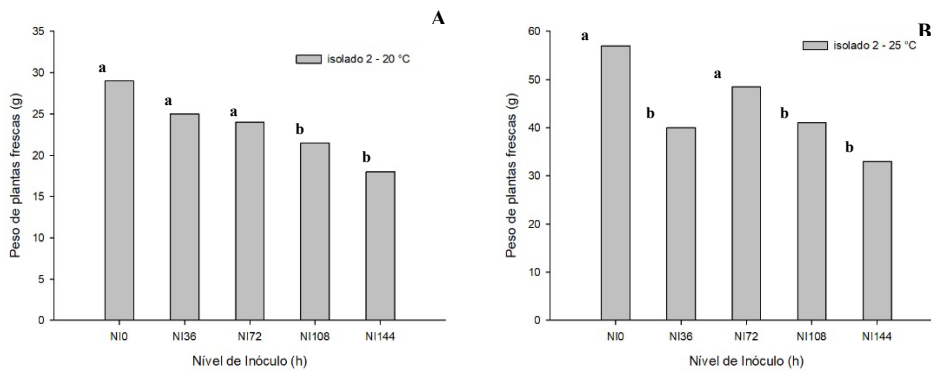 A
Peso de plantas frescas (g)
35
30
25
20
15
10
5
0
isolado 2 - 20 °C
a
a
a
b
b
NI0 NI36 NI72 NI108 NI144
Nível de Inóculo (h)
B
Peso de plantas frescas (g)
60
50
40
30
20
10
0
isolado 2 - 25 °C
a
b
a
b
b
NI0 NI36 NI72 NI108 NI144
Nível de Inóculo (h)